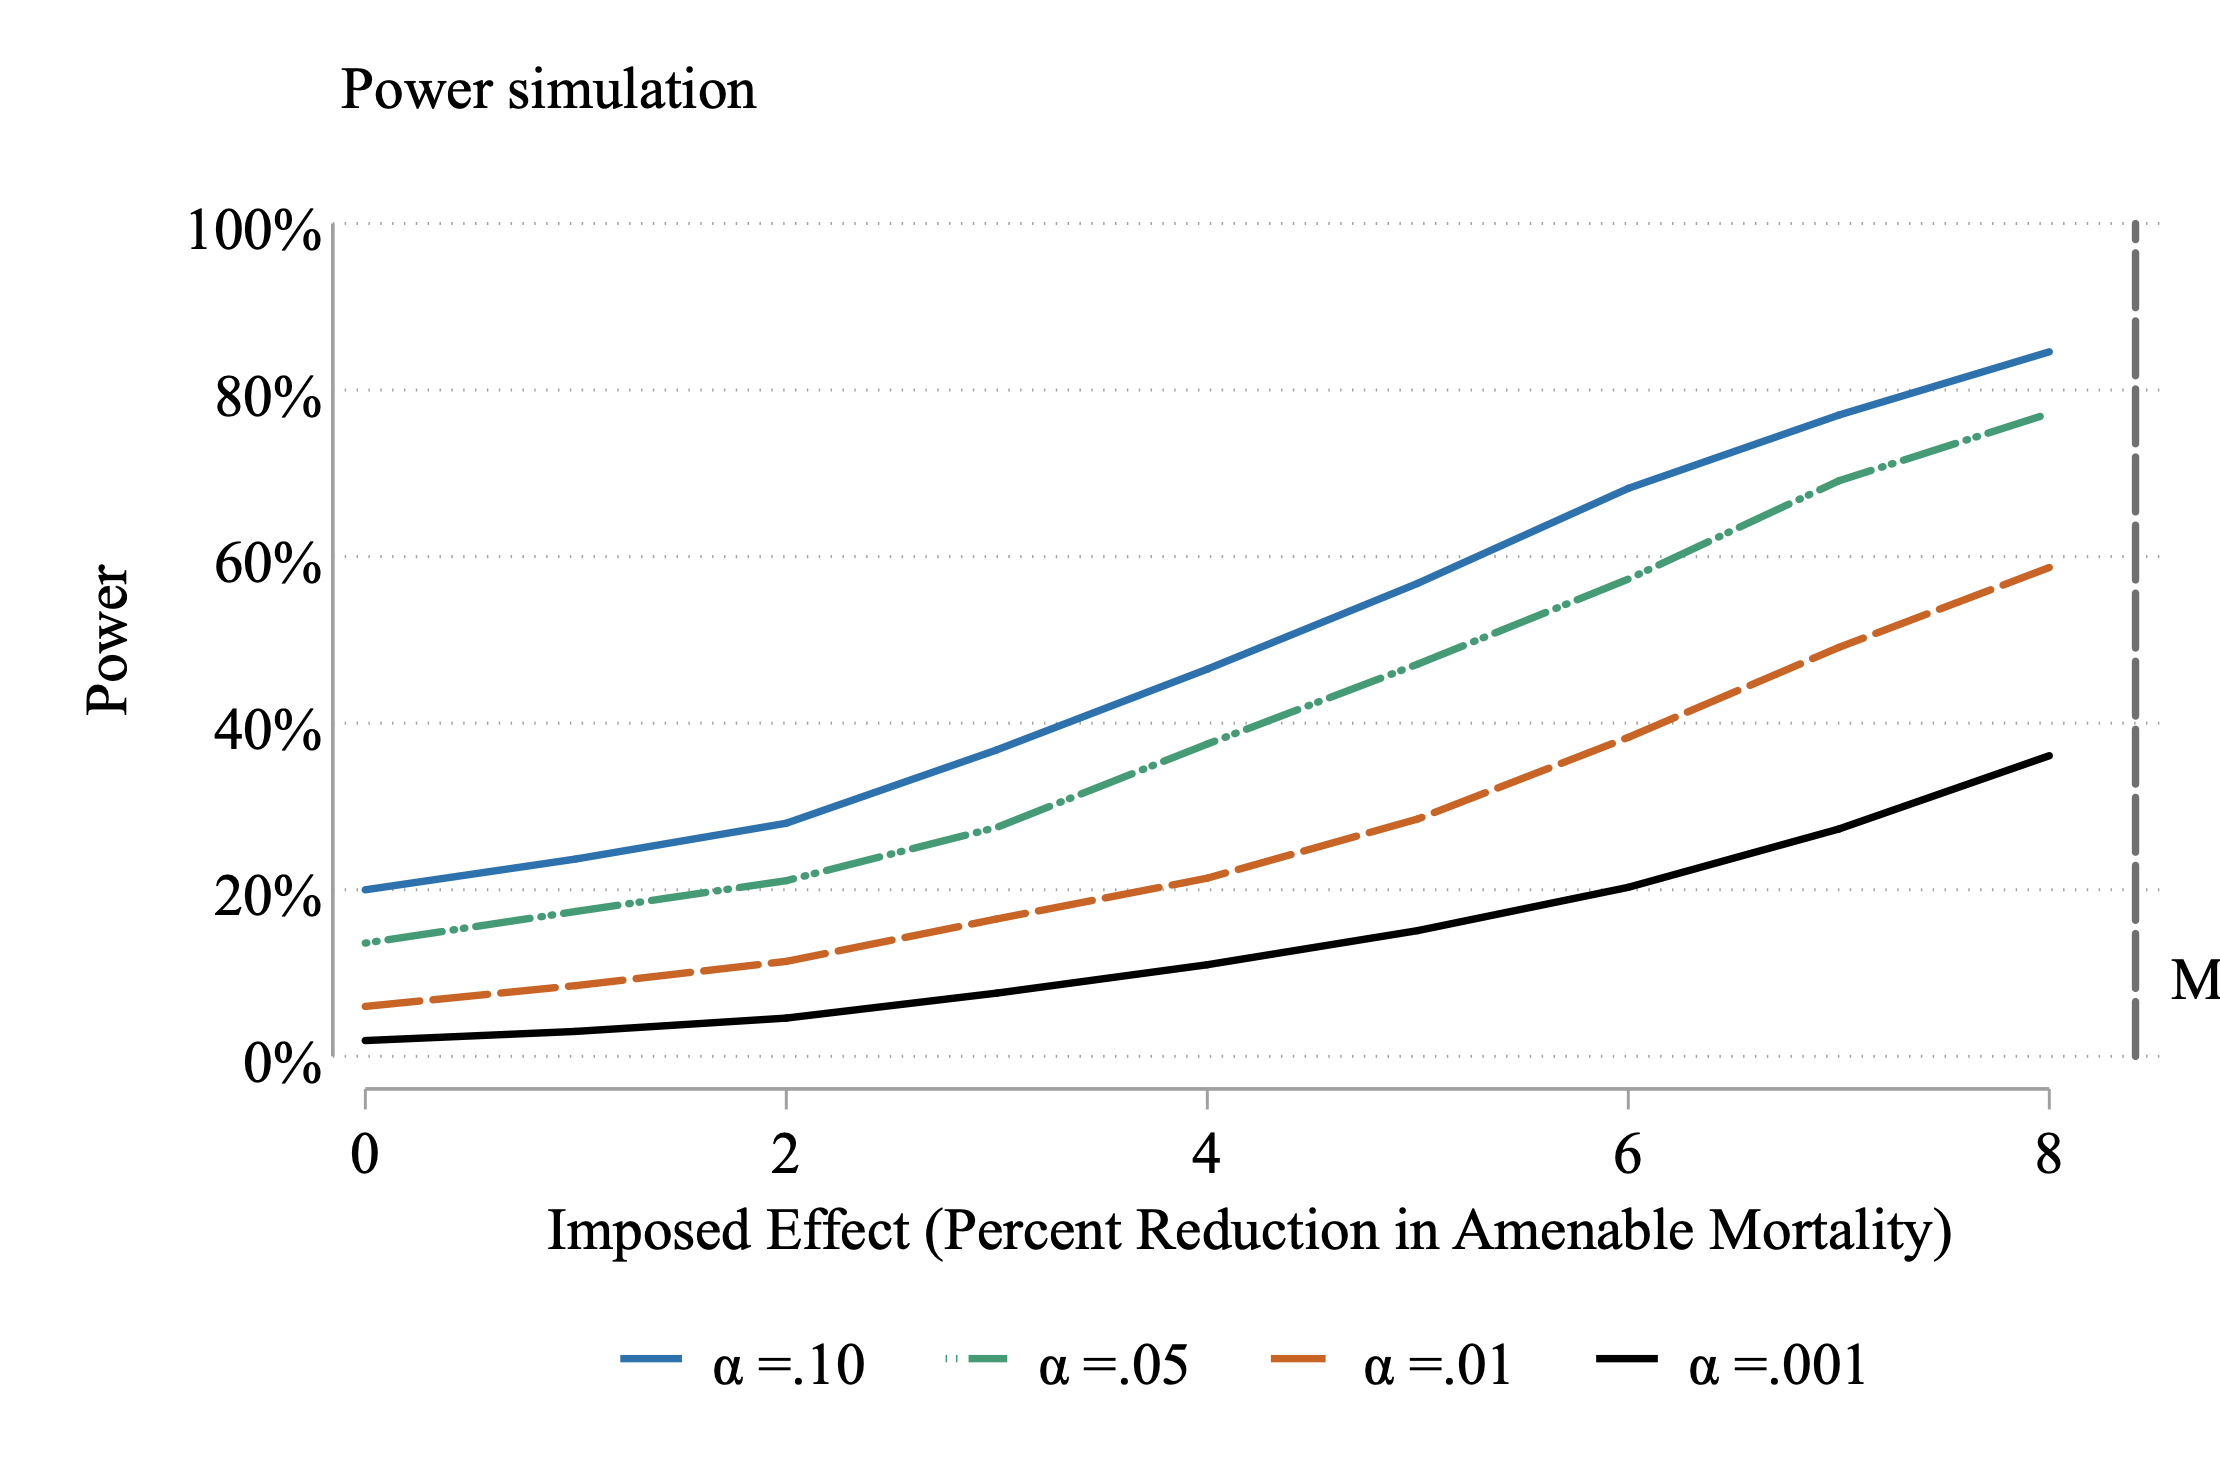 Power simulation
100%
80%
60%
40%
20%
0%
Power
M
0 2 4 6 8
Imposed Effect (Percent Reduction in Amenable Mortality)
α =.10 α =.05 α =.01 α =.001